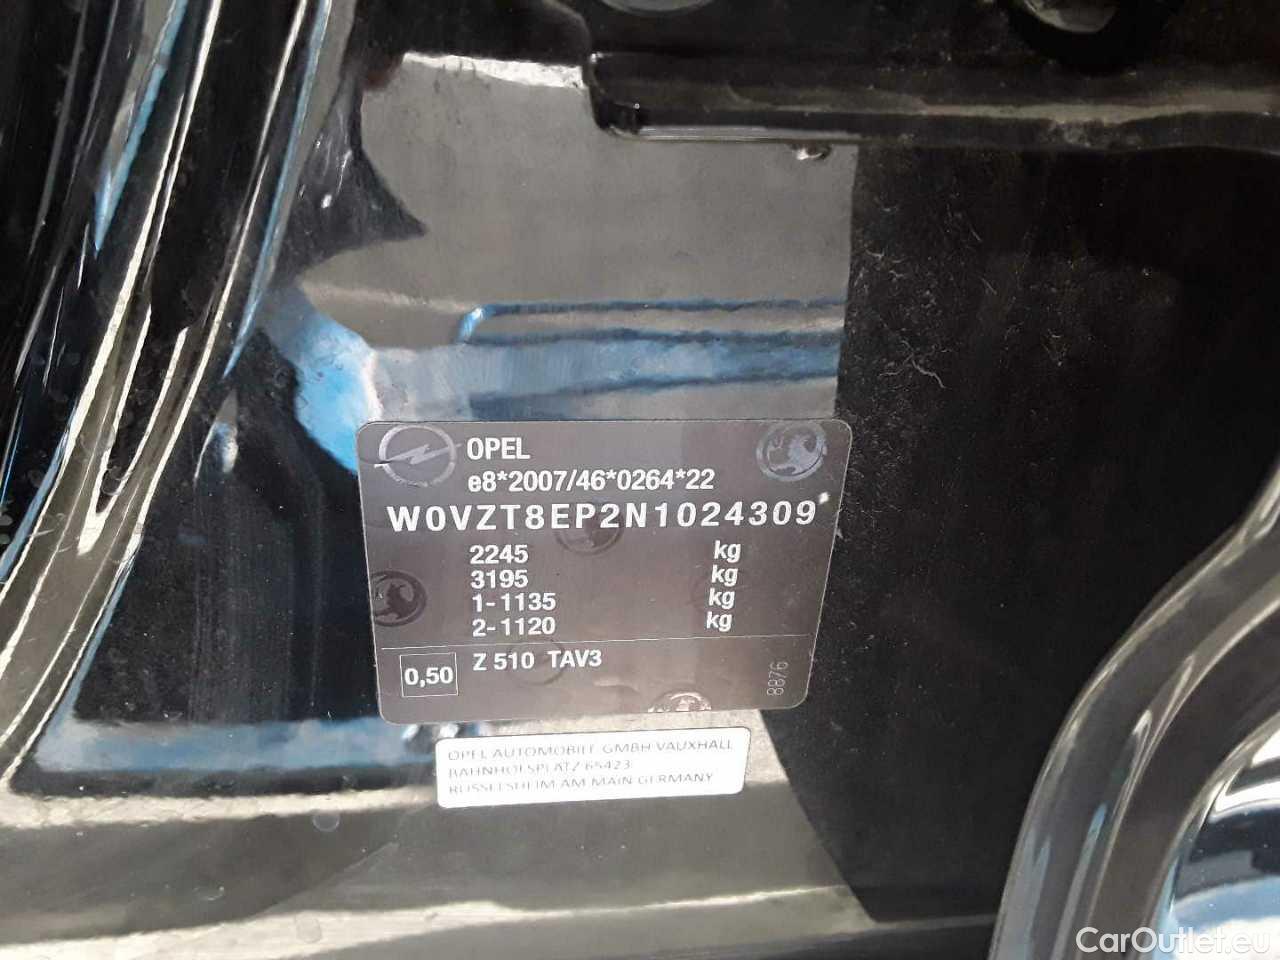 OPEL
e8*2007/46*0264*22
W0VZT8EP2N1024309
2245 kg
3195 kg
1-1135 kg
2-1120 kg
0,50 Z 510 TAV3
8876
OPEL AUTOMOBILE GMBH VAUXHALL
BAHNHOFSPLATZ 65423
RÜSSELSHEIM AM MAIN GERMANY
CarOutlet.eu